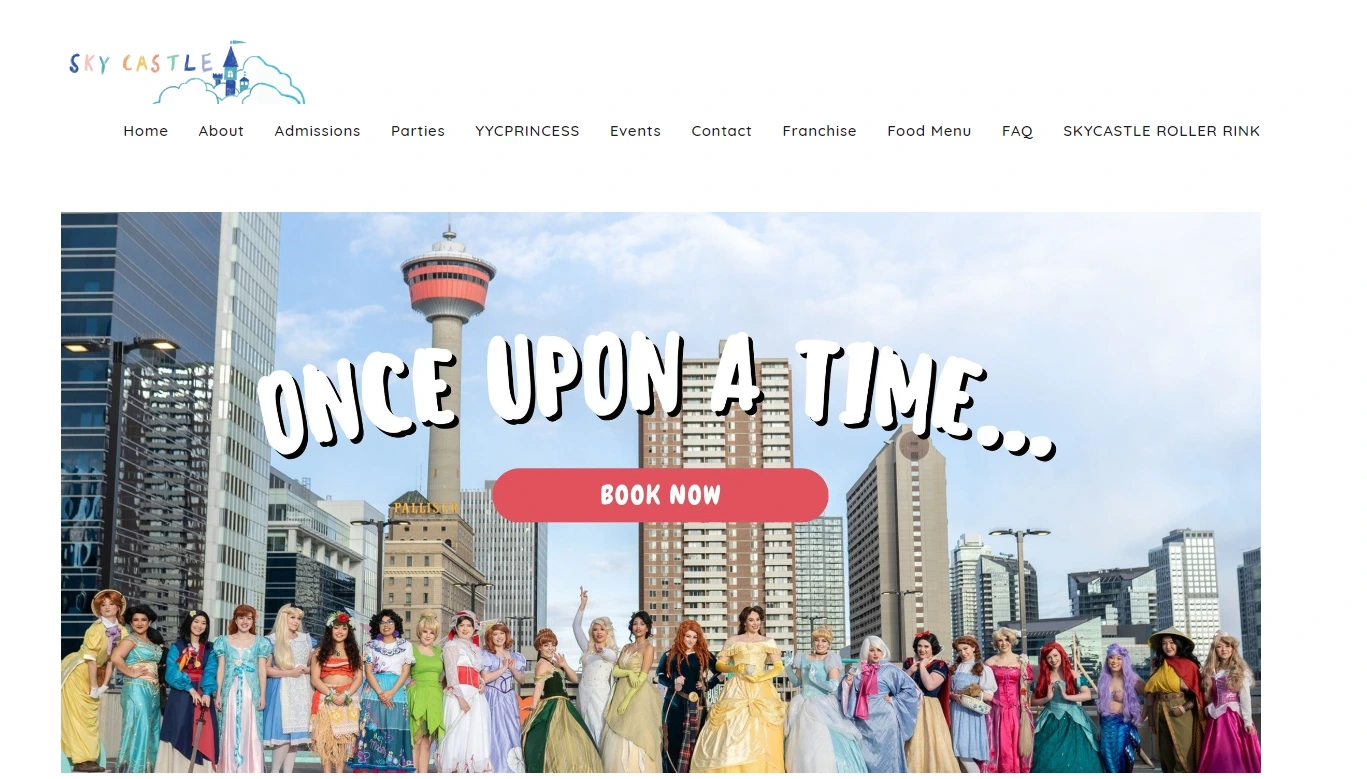 SKY CASTLE
Home About Admissions Parties YYCPRINCESS Events Contact Franchise Food Menu FAQ SKYCASTLE ROLLER RINK
ONCE UPON A TIME...
BOOK NOW
PALLISER